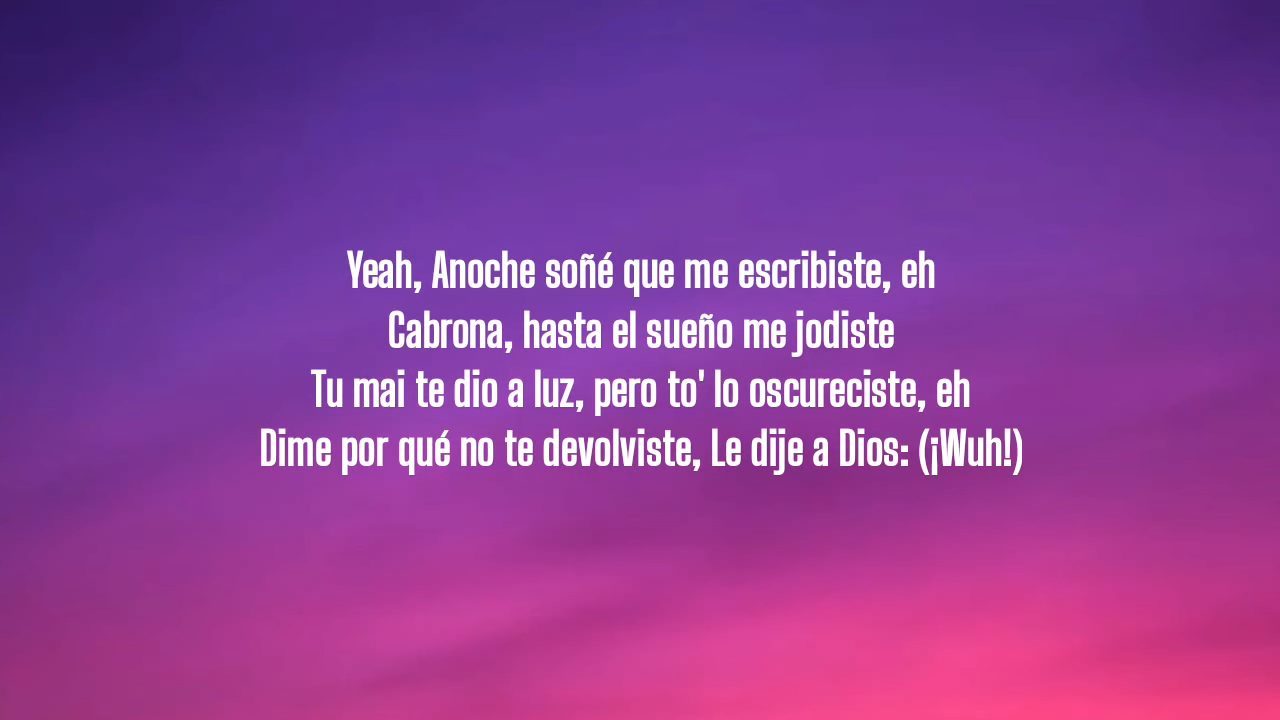 Yeah, Anoche soñé que me escribiste, eh
Cabrona, hasta el sueño me jodiste
Tu mai te dio a luz, pero to' lo oscureciste, eh
Dime por qué no te devolviste, Le dije a Dios: (¡Wuh!)